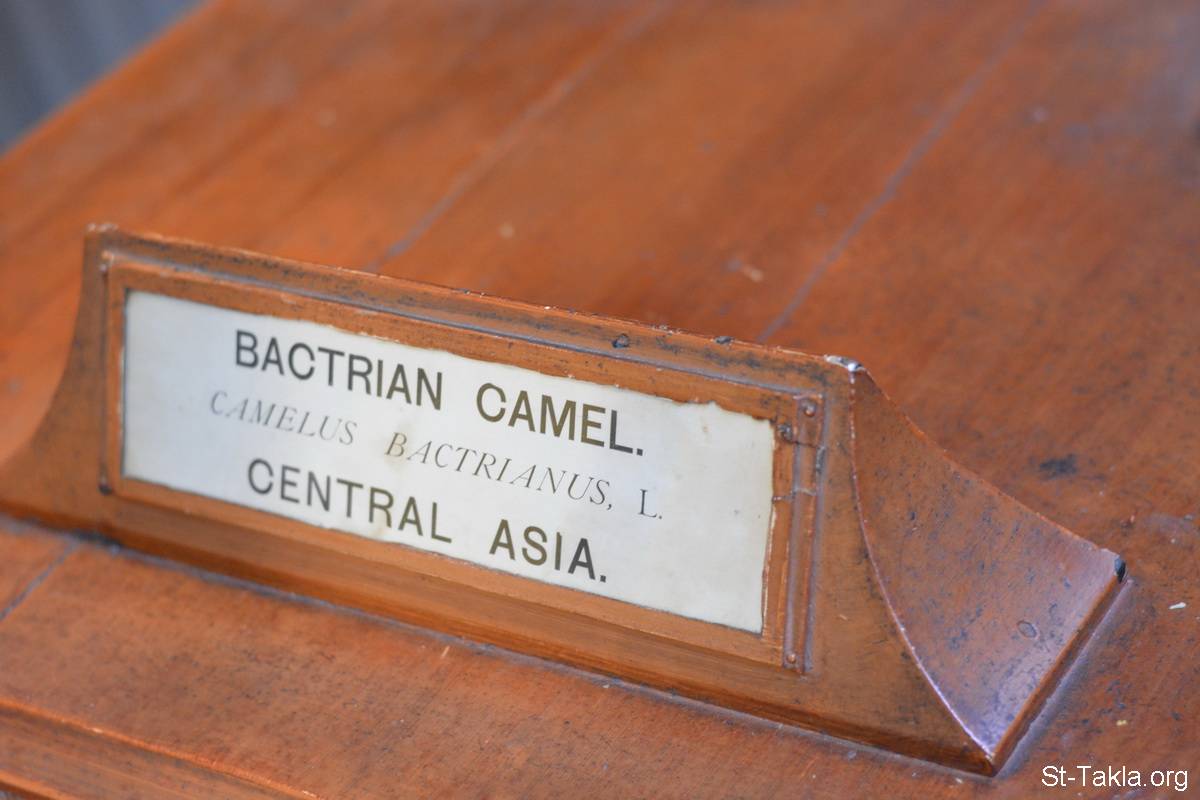 BACTRIAN CAMEL.
CAMELUS BACTRIANUS, L.
CENTRAL ASIA.
St-Takla.org